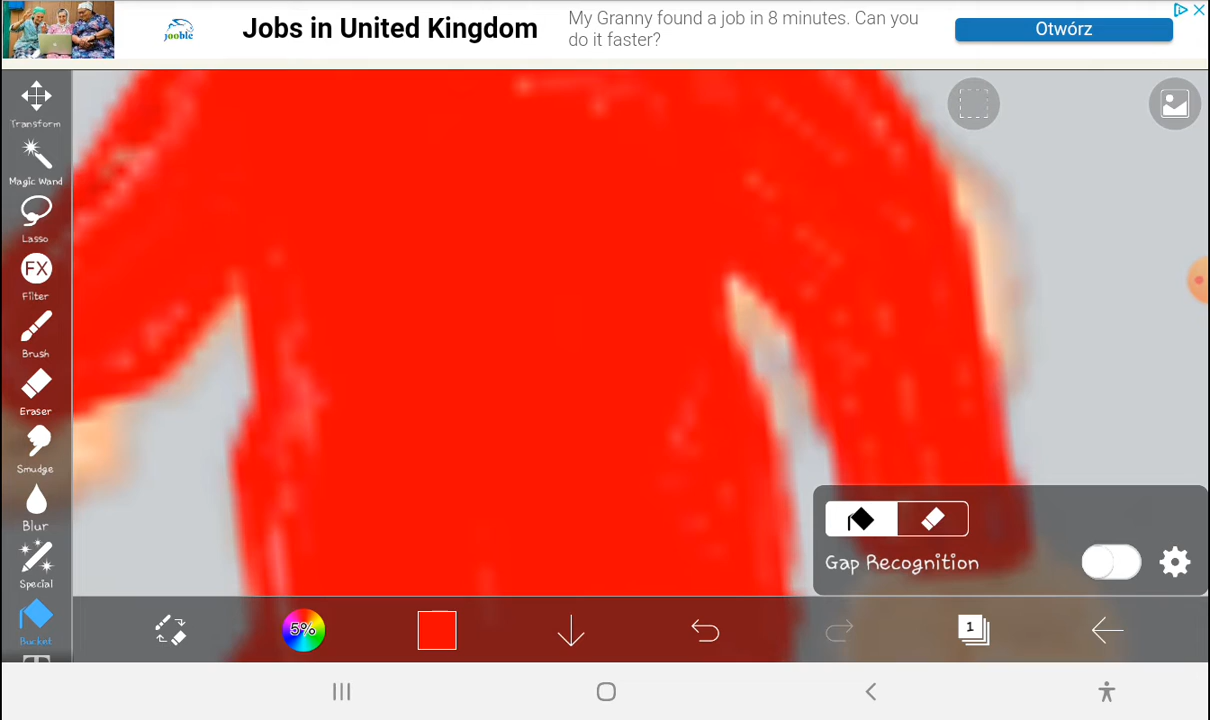 jooble
Jobs in United Kingdom
My Granny found a job in 8 minutes. Can you
do it faster?
Otwórz
Transform
Magic Wand
Lasso
FX
Filter
Brush
Eraser
Smudge
Blur
Special
Bucket
Gap Recognition
5%
1